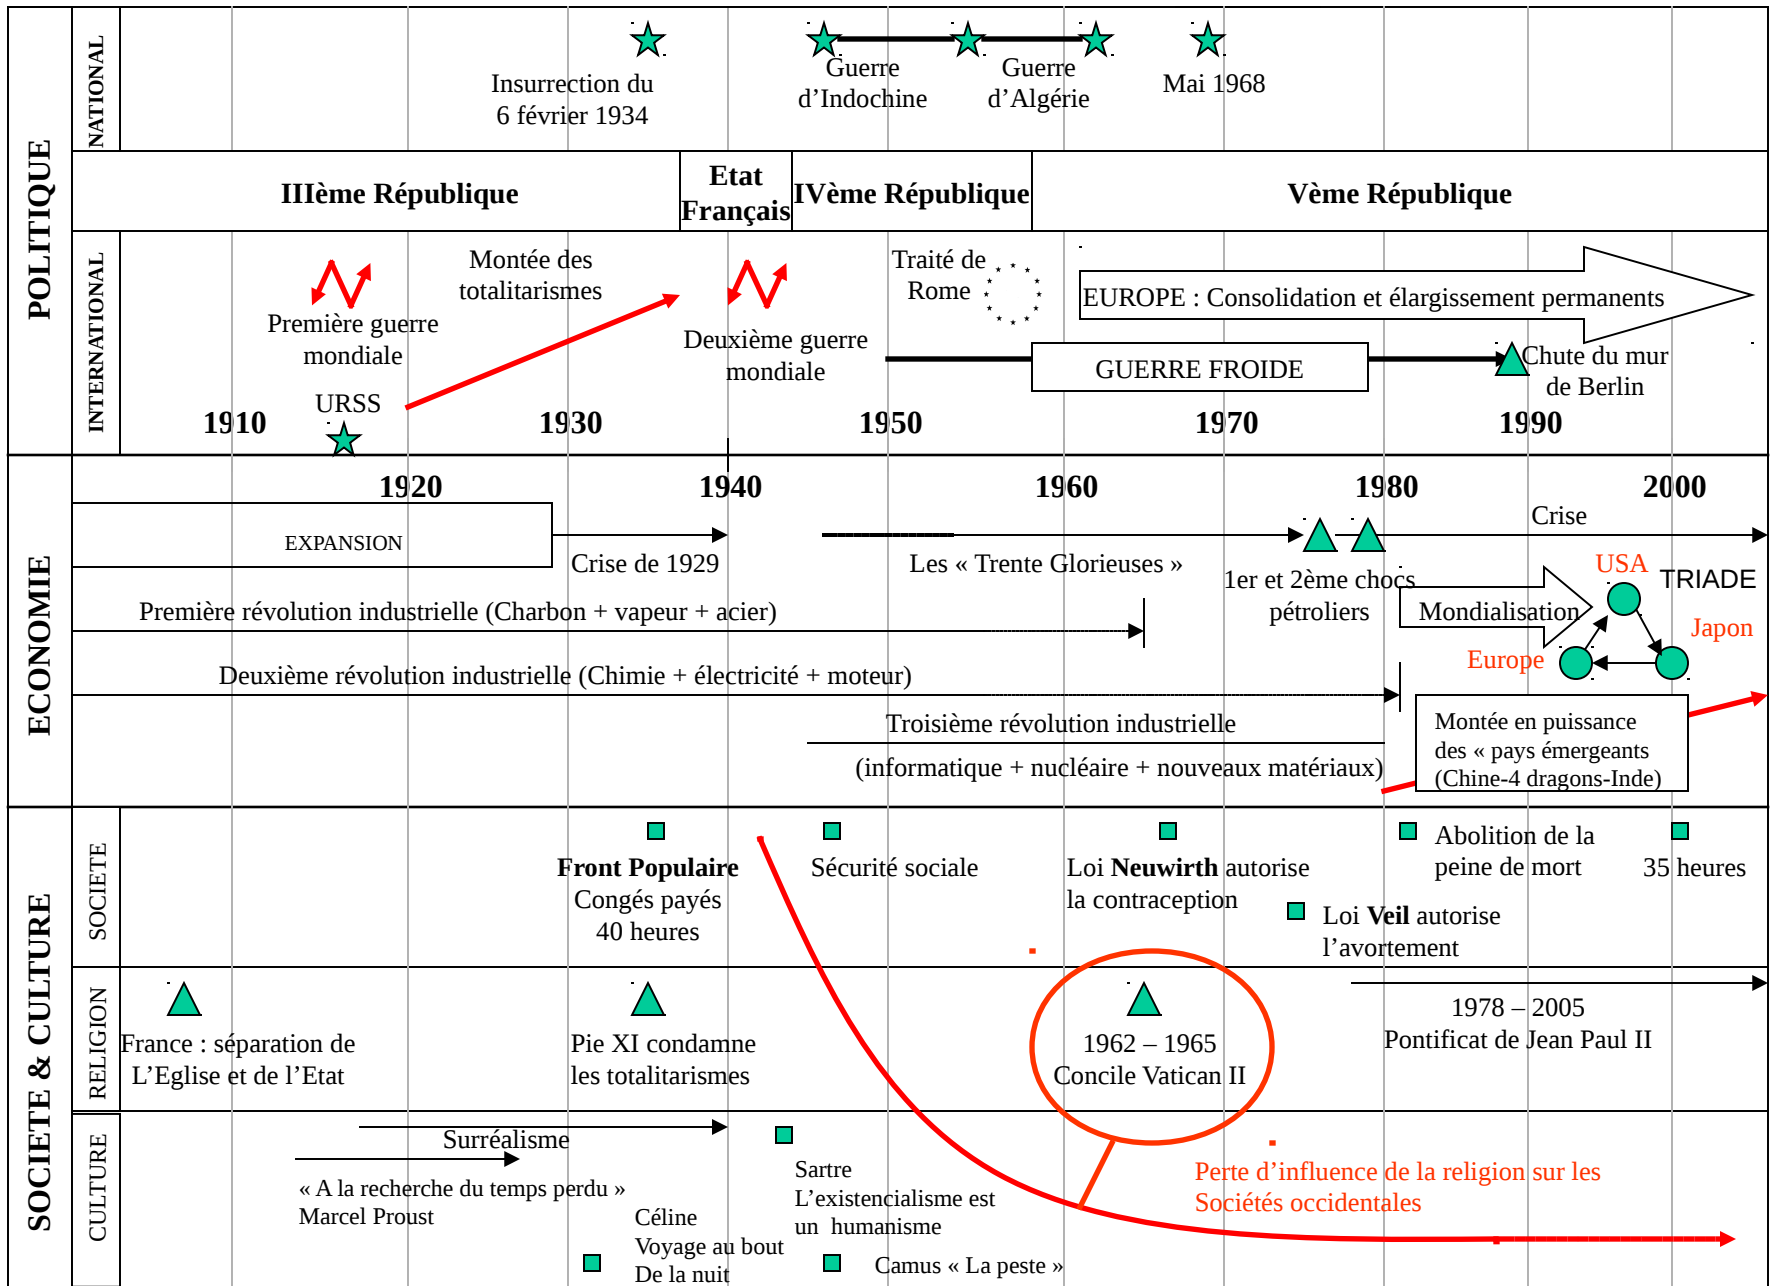 POLITIQUE
NATIONAL
Insurrection du
6 février 1934
Guerre
d’Indochine
Guerre
d’Algérie
Mai 1968
IIIème République
Etat
Français
IVème République
Vème République
INTERNATIONAL
Première guerre
mondiale
URSS
Montée des
totalitarismes
Deuxième guerre
mondiale
Traité de
Rome
EUROPE : Consolidation et élargissement permanents
GUERRE FROIDE
Chute du mur
de Berlin
1910
1930
1950
1970
1990
1920
1940
1960
1980
2000
ECONOMIE
EXPANSION
Crise de 1929
Les « Trente Glorieuses »
1er et 2ème chocs
pétroliers
Crise
USA
TRIADE
Mondialisation
Japon
Europe
Première révolution industrielle (Charbon + vapeur + acier)
Deuxième révolution industrielle (Chimie + électricité + moteur)
Troisième révolution industrielle
(informatique + nucléaire + nouveaux matériaux)
Montée en puissance
des « pays émergeants
(Chine-4 dragons-Inde)
SOCIETE & CULTURE
SOCIETE
Front Populaire
Congés payés
40 heures
Sécurité sociale
Loi Neuwirth autorise
la contraception
Abolition de la
peine de mort
35 heures
Loi Veil autorise
l’avortement
RELIGION
France : séparation de
L’Eglise et de l’Etat
Pie XI condamne
les totalitarismes
1962 – 1965
Concile Vatican II
1978 – 2005
Pontificat de Jean Paul II
CULTURE
Surréalisme
« A la recherche du temps perdu »
Marcel Proust
Céline
Voyage au bout
De la nuit
Sartre
L’existencialisme est
un humanisme
Camus « La peste »
Perte d’influence de la religion sur les
Sociétés occidentales